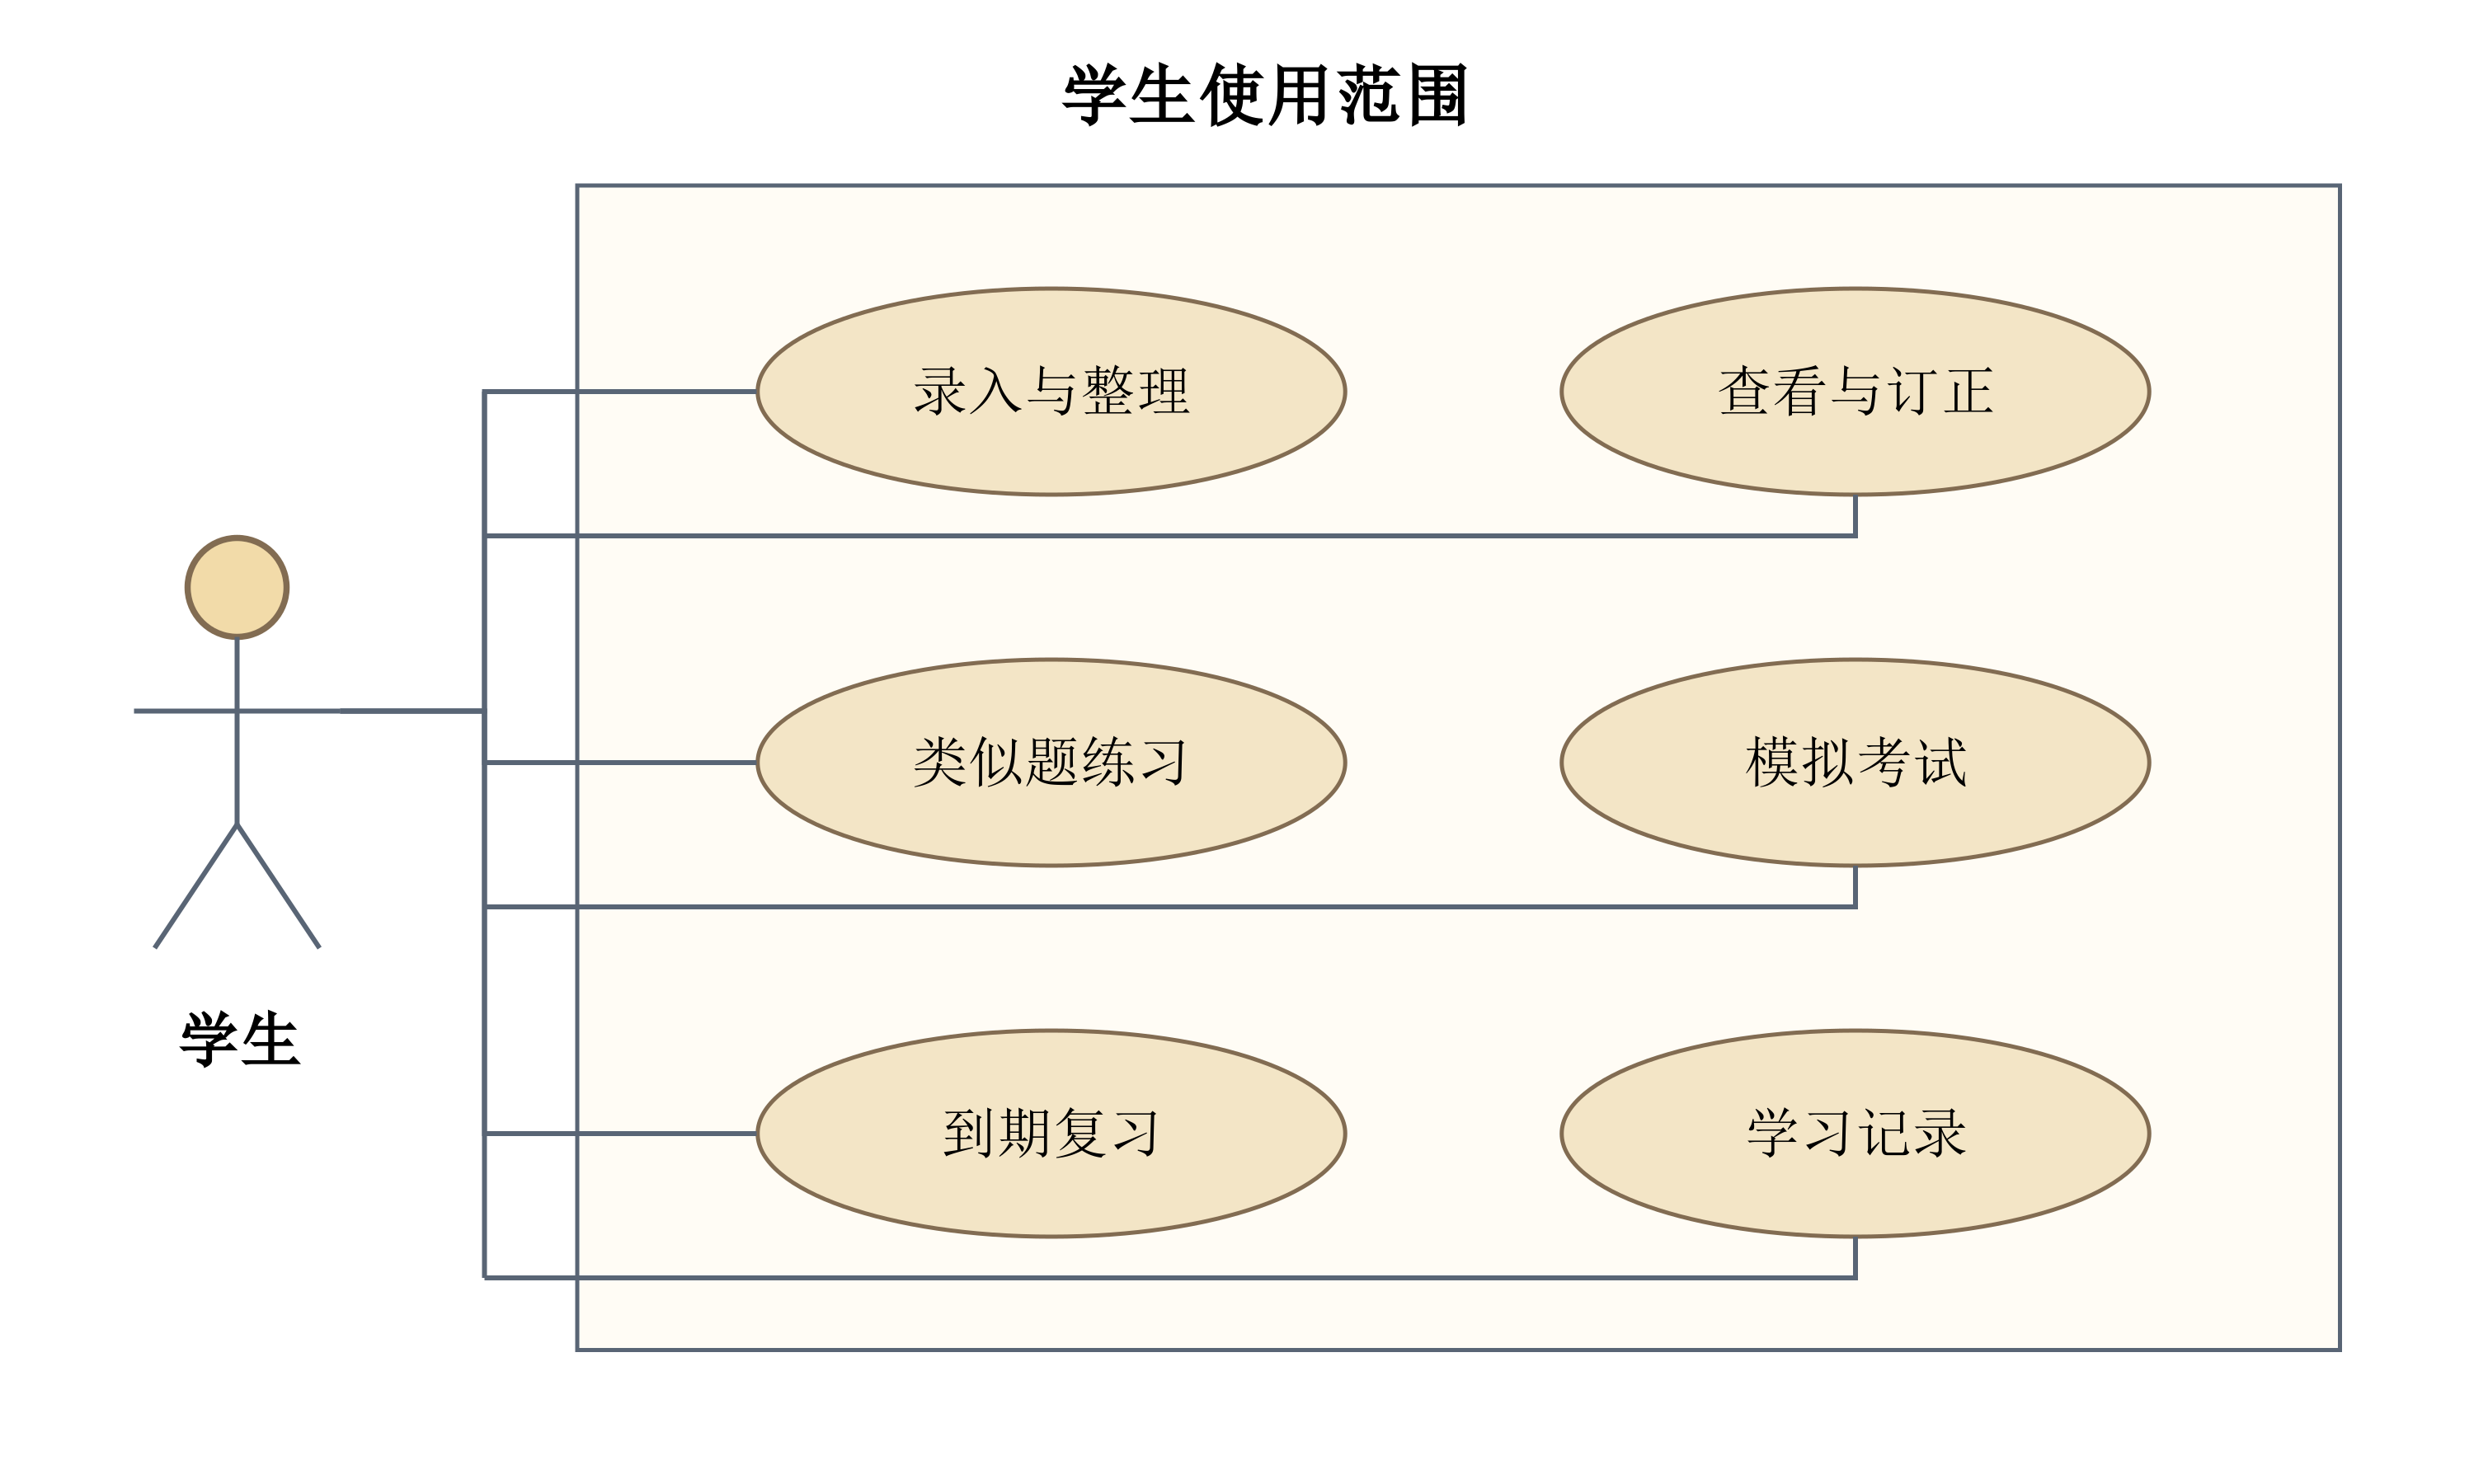 学生使用范围
录入与整理
查看与订正
类似题练习
模拟考试
学生
到期复习
学习记录